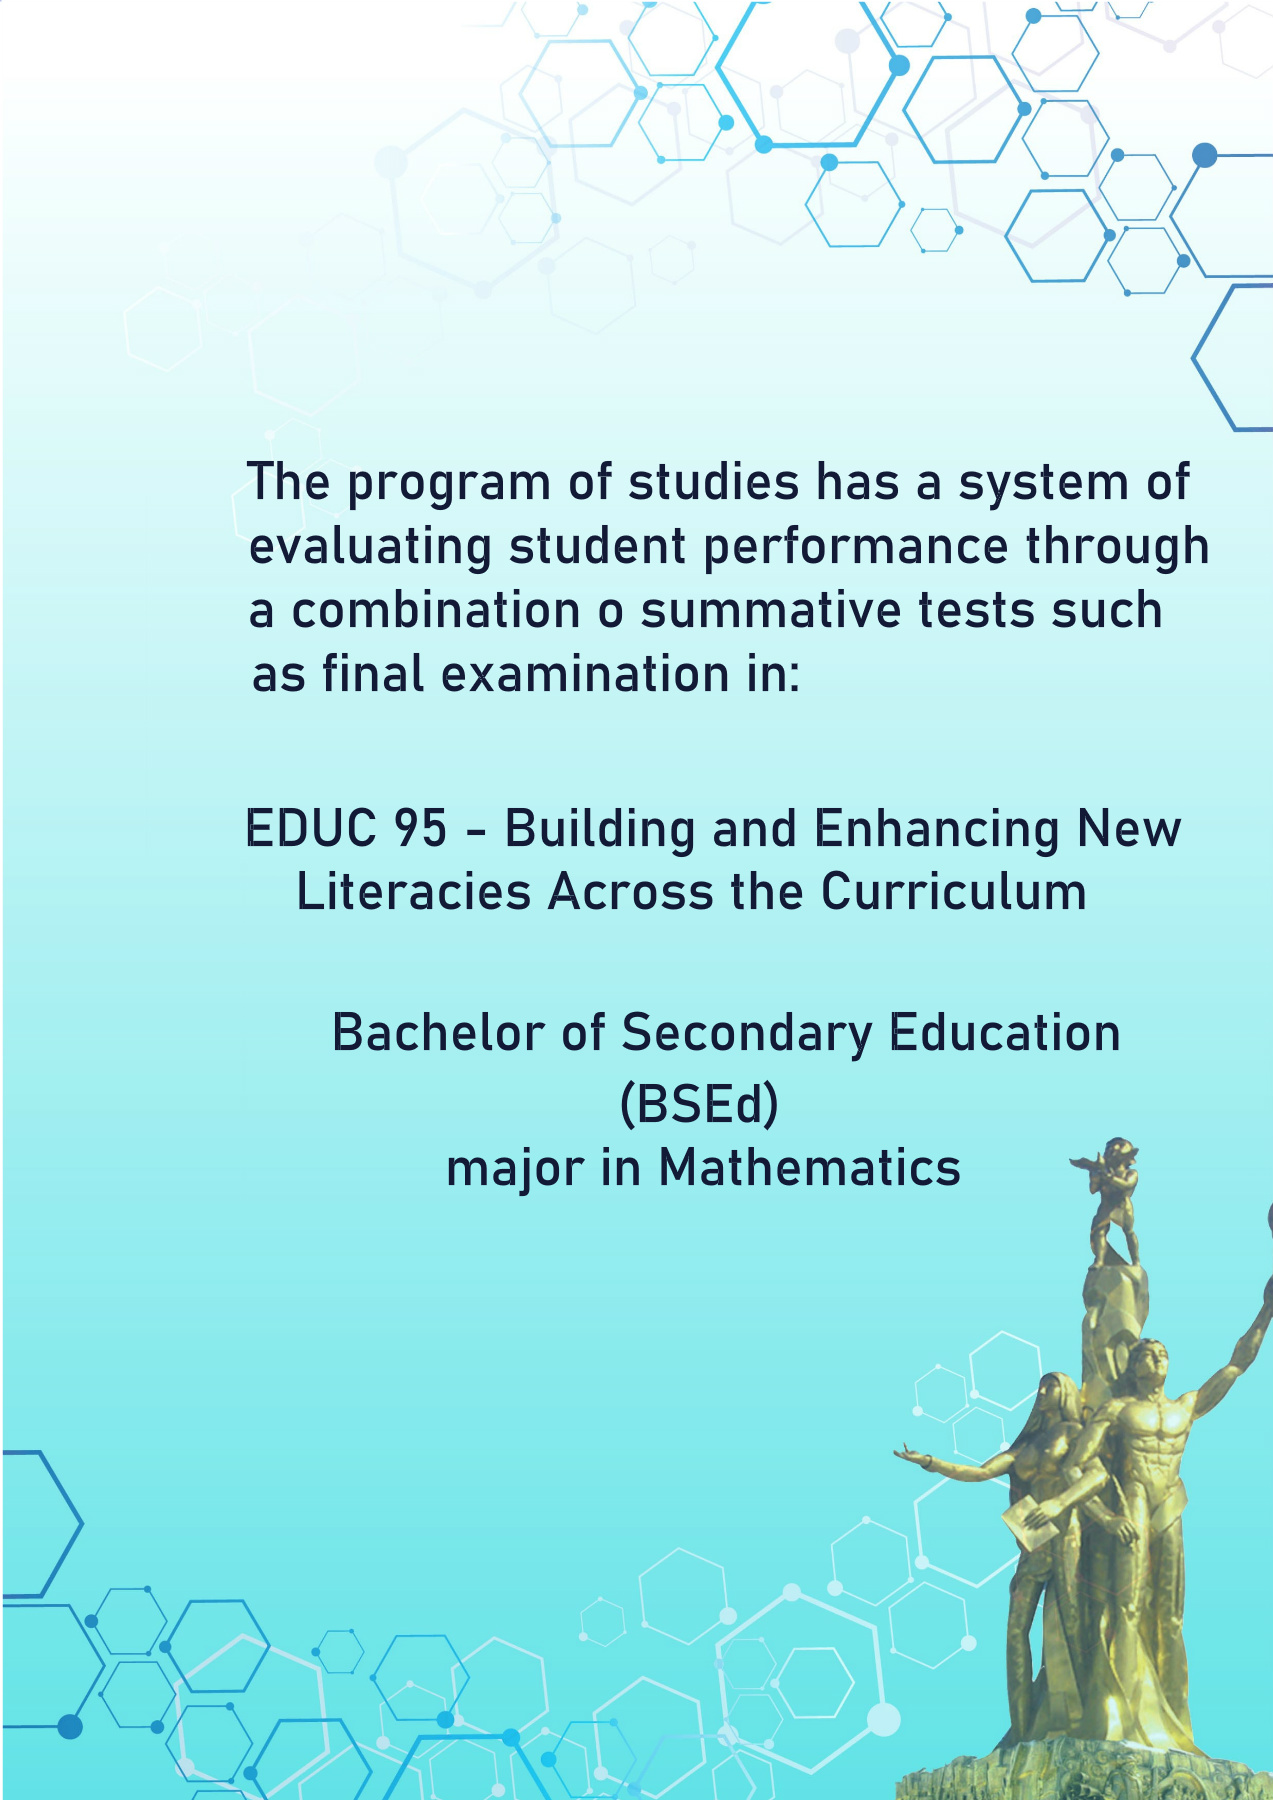 The program of studies has a system of
evaluating student performance through
a combination o summative tests such
as final examination in:
EDUC 95 - Building and Enhancing New
Literacies Across the Curriculum
Bachelor of Secondary Education
(BSEd)
major in Mathematics